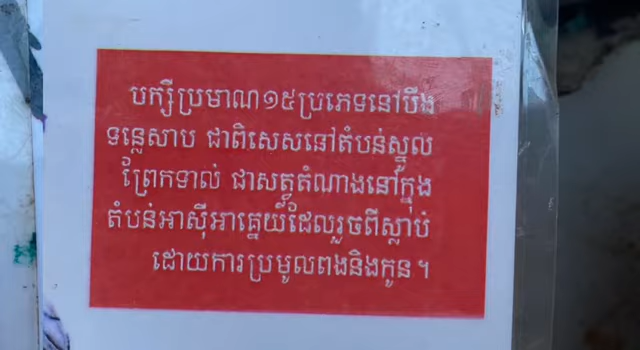 បក្សីប្រមាណ១៥ប្រភេទនៅបឹង
ទន្លេសាប ជាពិសេសនៅតំបន់ស្នូល
ព្រែកទាល់ ជាសត្វតំណាងនៅក្នុង
តំបន់អាស៊ីអាគ្នេយ៍ដែលរួចពីស្លាប់
ដោយការប្រមូលពងនិងកូន។